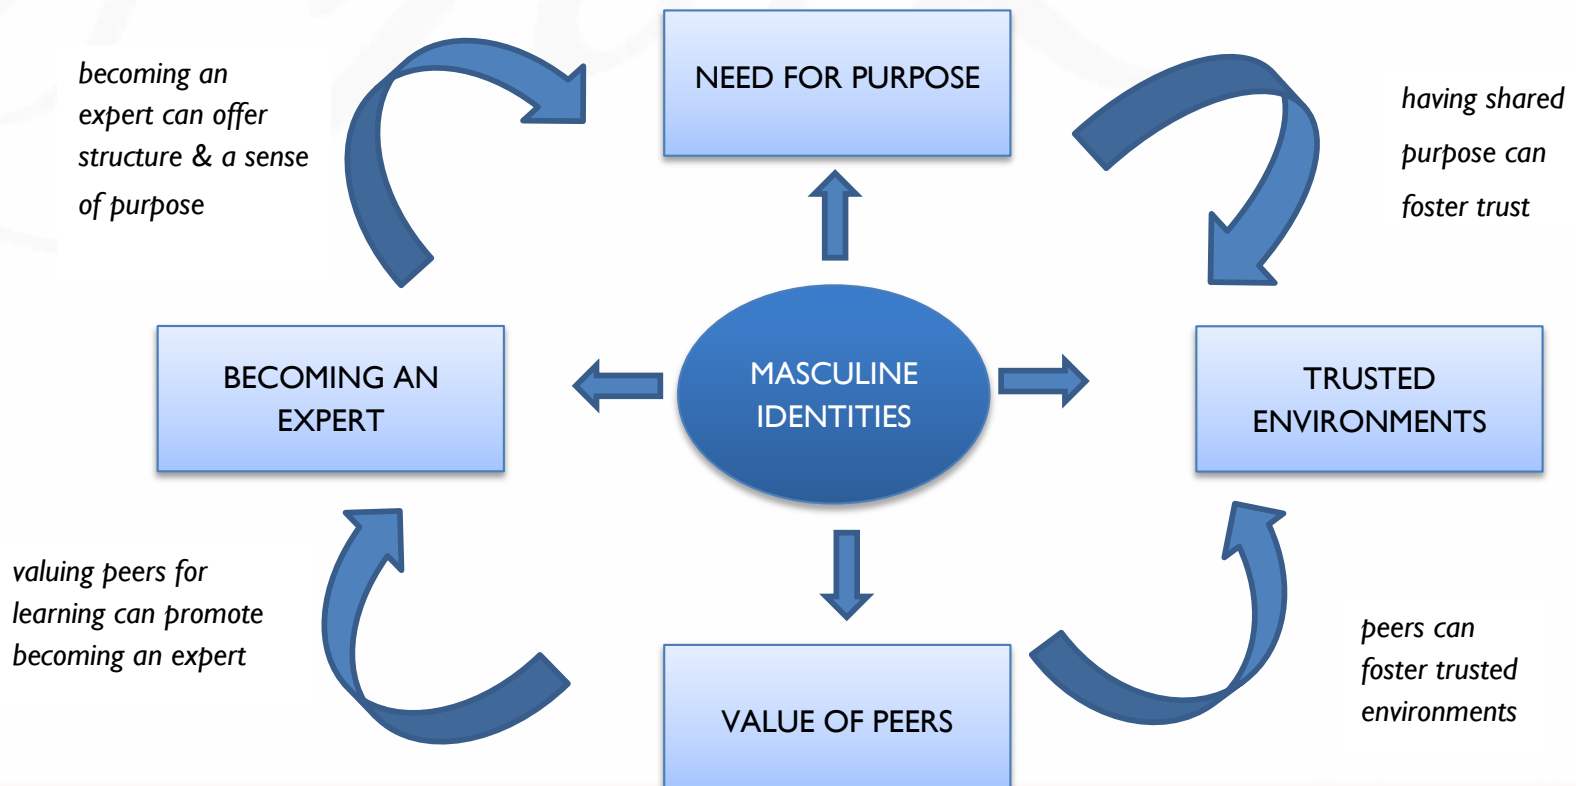 becoming an
expert can offer
structure & a sense
of purpose
NEED FOR PURPOSE
having shared
purpose can
foster trust
BECOMING AN
EXPERT
MASCULINE
IDENTITIES
TRUSTED
ENVIRONMENTS
valuing peers for
learning can promote
becoming an expert
VALUE OF PEERS
peers can
foster trusted
environments